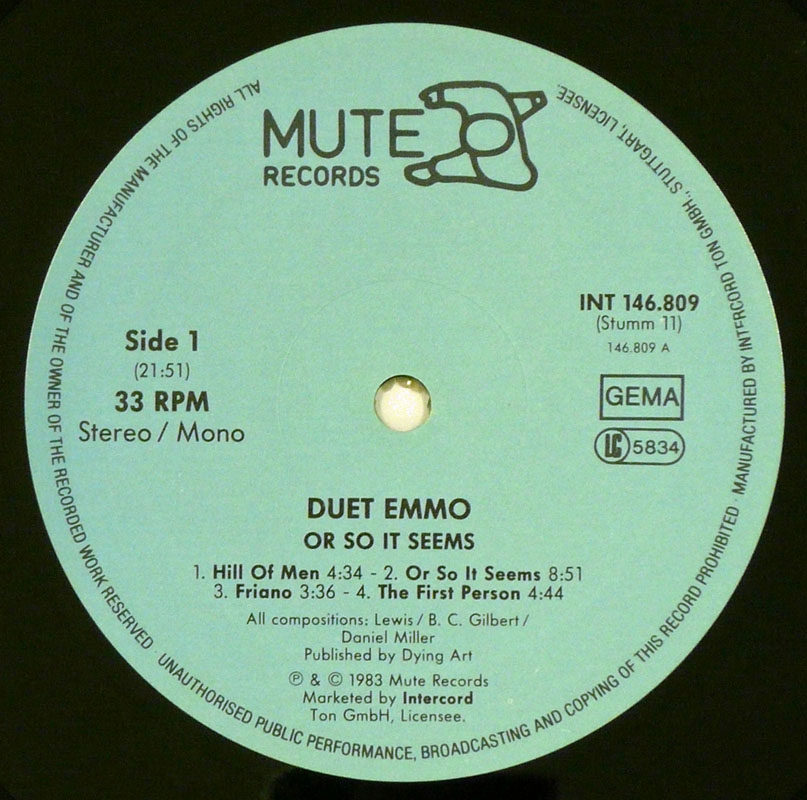 MUTE
RECORDS
INT 146.809
(Stumm 11)
146.809 A
GEMA
LC 5834
Side 1
(21:51)
33 RPM
Stereo / Mono
DUET EMMO
OR SO IT SEEMS
1. Hill Of Men 4:34 - 2. Or So It Seems 8:51
3. Friano 3:36 - 4. The First Person 4:44
All compositions: Lewis / B. C. Gilbert /
Daniel Miller
Published by Dying Art
℗ & © 1983 Mute Records
Marketed by Intercord
Ton GmbH, Licensee.
ALL RIGHTS OF THE MANUFACTURER AND OF THE OWNER OF THE RECORDED WORK RESERVED · UNAUTHORISED PUBLIC PERFORMANCE, BROADCASTING AND COPYING OF THIS RECORD PROHIBITED · MANUFACTURED BY INTERCORD TON GMBH., STUTTGART, LICENSEE.